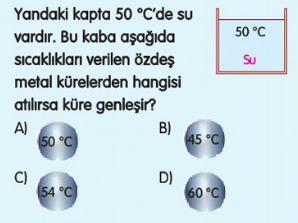 Yandaki kapta 50 °C'de su
vardır. Bu kaba aşağıda
sıcaklıkları verilen özdeş
metal kürelerden hangisi
atılırsa küre genleşir?
50 °C
Su
A) 50 °C
B) 45 °C
C) 54 °C
D) 60 °C